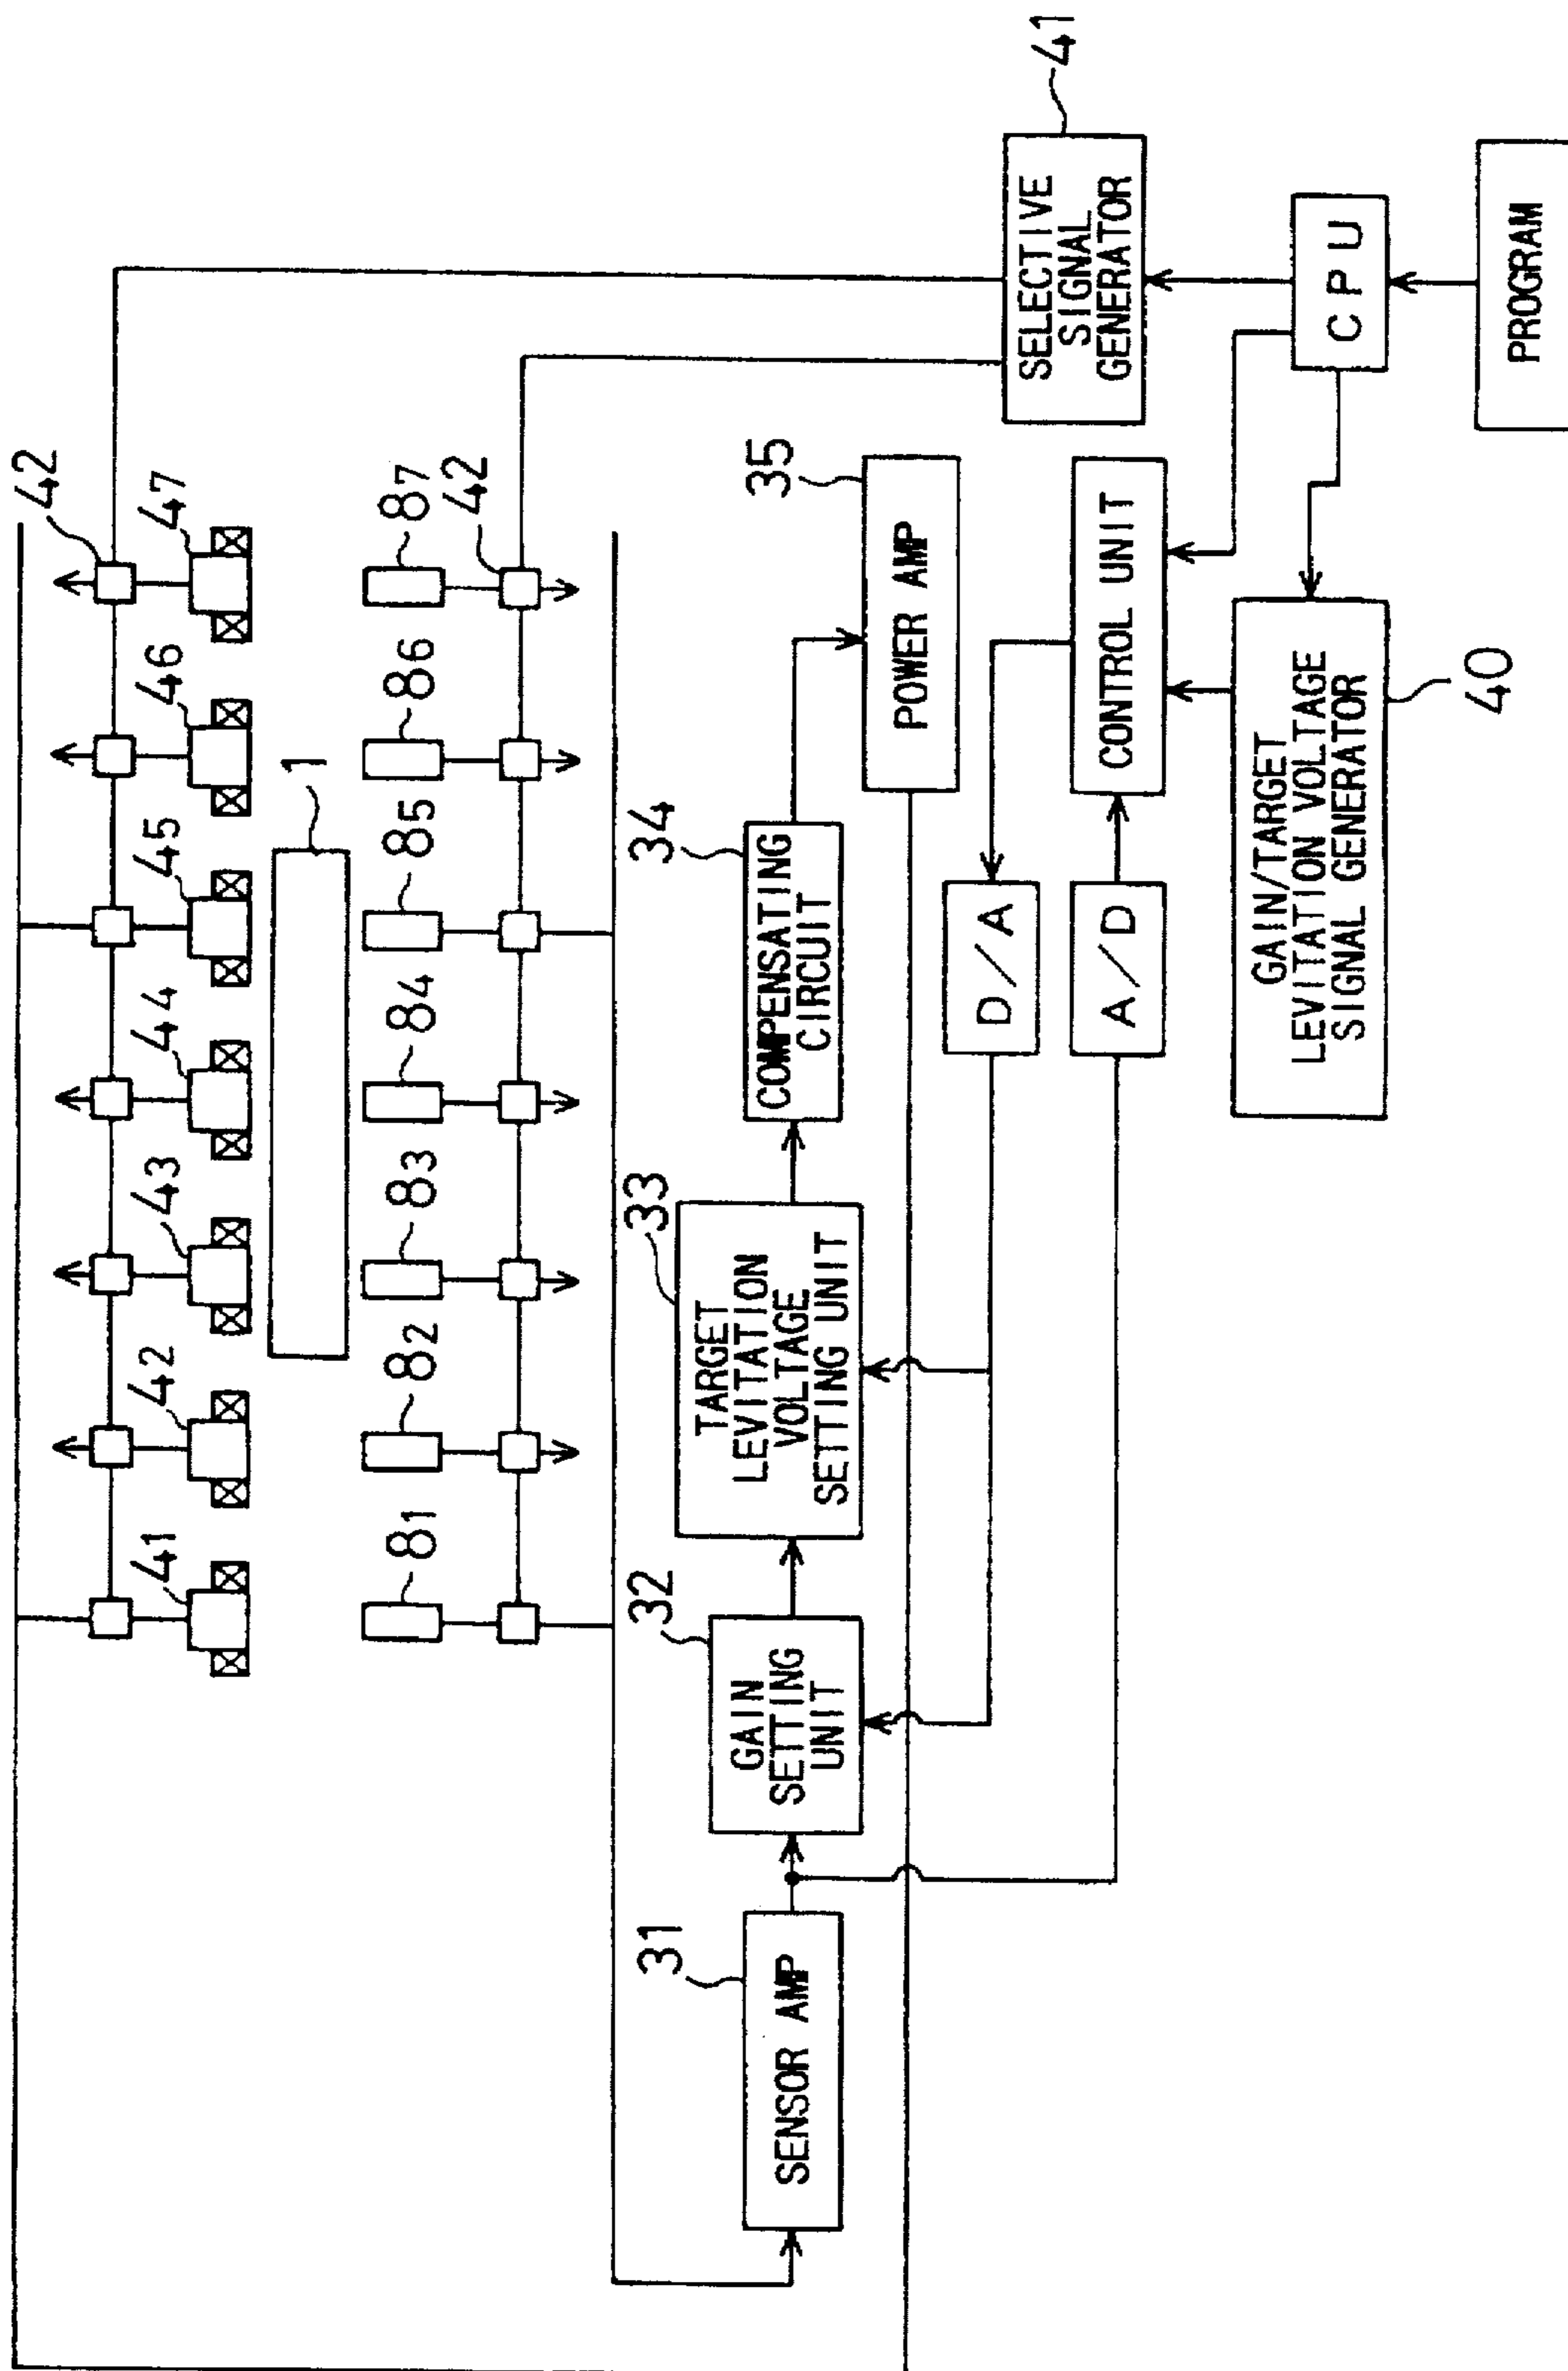 42
4₁
4₂
4₃
4₄
4₅
4₆
4₇
1
8₁
8₂
8₃
8₄
8₅
8₆
8₇
42
31
SENSOR AMP
32
GAIN
SETTING
UNIT
33
TARGET
LEVITATION
VOLTAGE
SETTING UNIT
34
COMPENSATING
CIRCUIT
35
POWER AMP
D/A
A/D
CONTROL UNIT
GAIN/TARGET
LEVITATION VOLTAGE
SIGNAL GENERATOR
40
SELECTIVE
SIGNAL
GENERATOR
41
CPU
PROGRAM